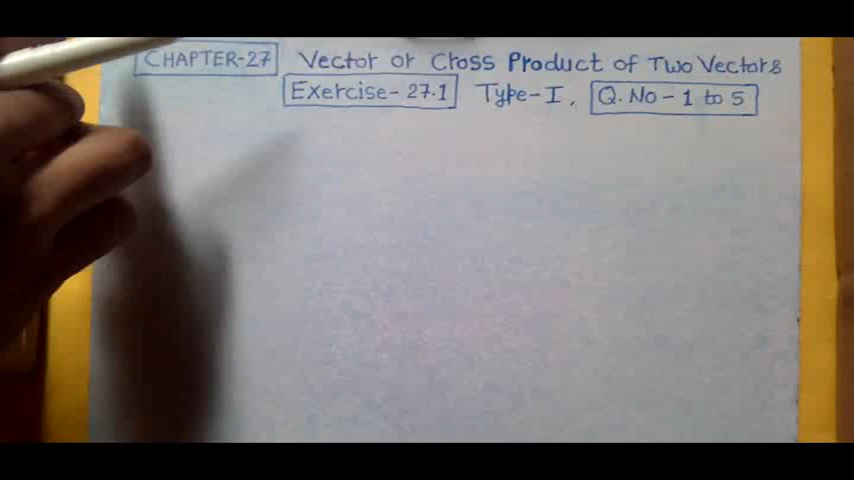 CHAPTER-27 Vector or Cross Product of Two Vectors
Exercise-27.1 Type-I, Q.No-1 to 5